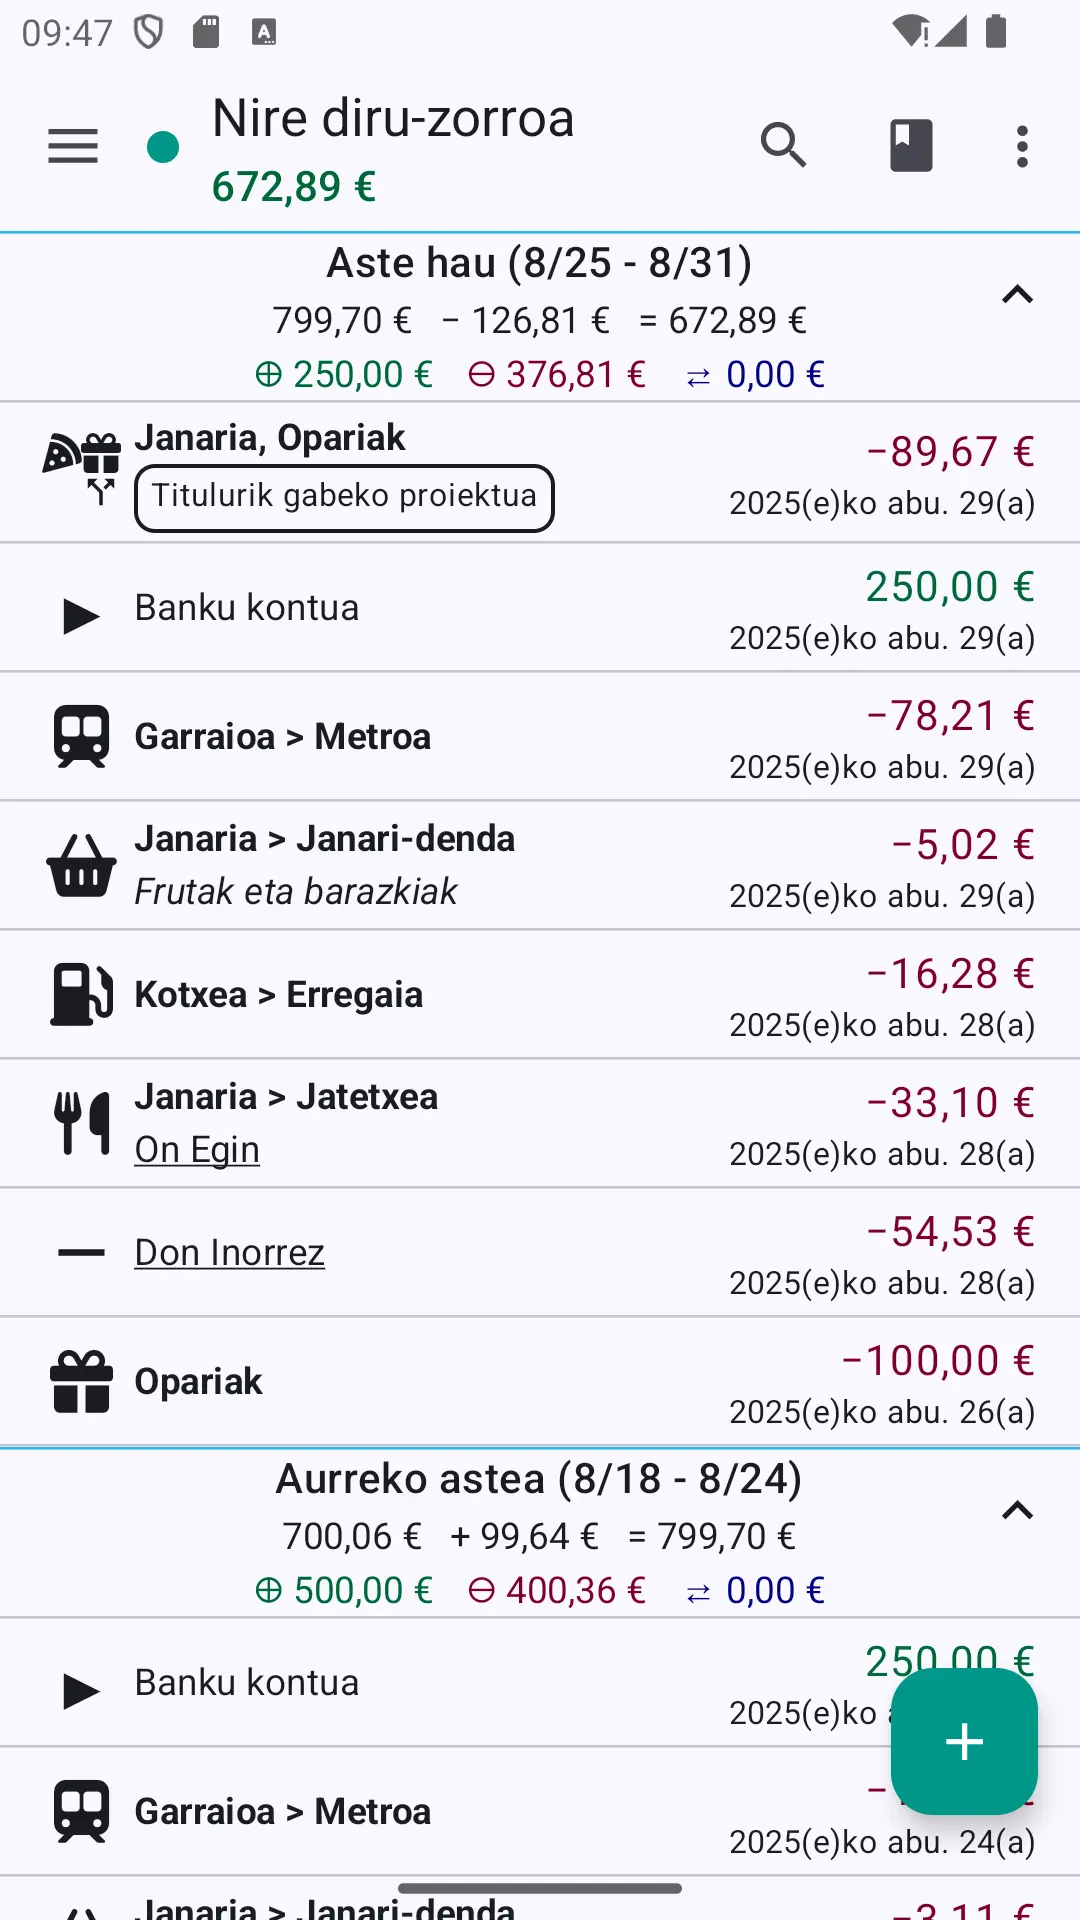 09:47
Nire diru-zorroa
672,89 €
Aste hau (8/25 - 8/31)
799,70 € − 126,81 € = 672,89 €
⊕ 250,00 € ⊖ 376,81 € ⇄ 0,00 €
Janaria, Opariak
−89,67 €
Titulurik gabeko proiektua
2025(e)ko abu. 29(a)
250,00 €
Banku kontua
2025(e)ko abu. 29(a)
−78,21 €
Garraioa > Metroa
2025(e)ko abu. 29(a)
Janaria > Janari-denda
−5,02 €
Frutak eta barazkiak
2025(e)ko abu. 29(a)
−16,28 €
Kotxea > Erregaia
2025(e)ko abu. 28(a)
Janaria > Jatetxea
−33,10 €
On Egin
2025(e)ko abu. 28(a)
−54,53 €
Don Inorrez
2025(e)ko abu. 28(a)
−100,00 €
Opariak
2025(e)ko abu. 26(a)
Aurreko astea (8/18 - 8/24)
700,06 € + 99,64 € = 799,70 €
⊕ 500,00 € ⊖ 400,36 € ⇄ 0,00 €
250,00 €
Banku kontua
2025(e)ko
Garraioa > Metroa
2025(e)ko abu. 24(a)
Janaria > Janari-denda
−3,11 €